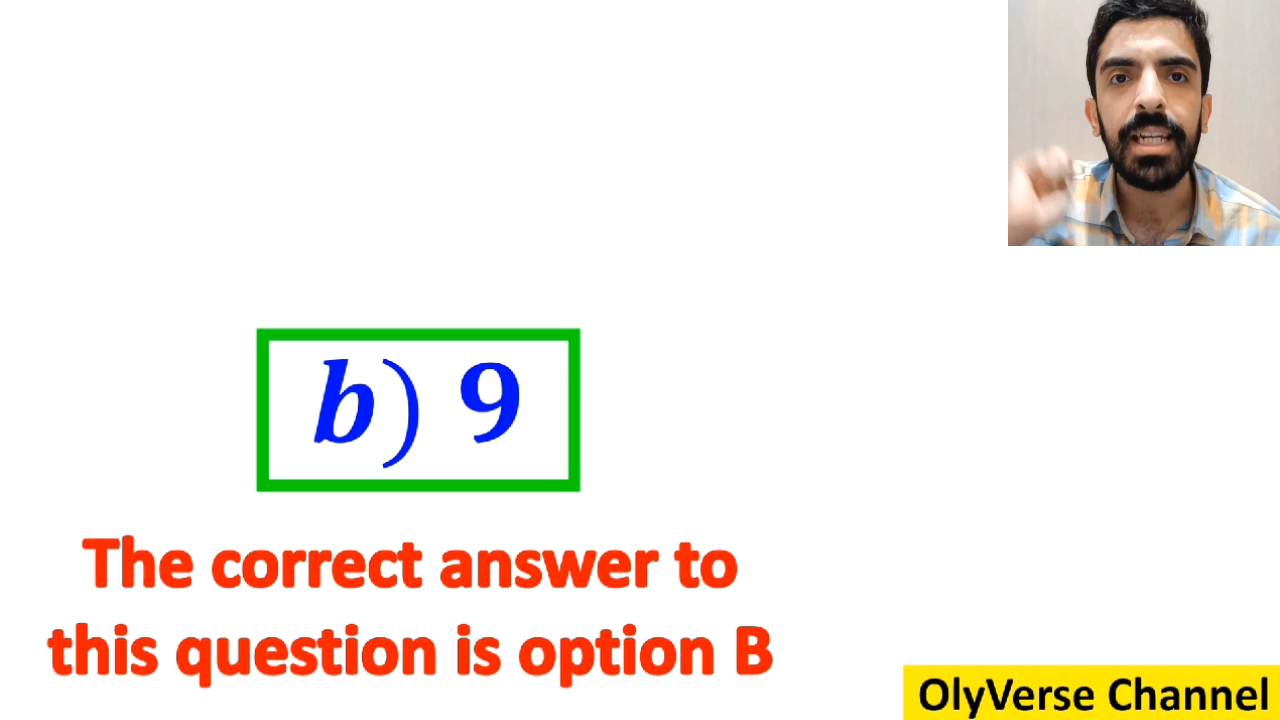 b) 9
The correct answer to
this question is option B
OlyVerse Channel